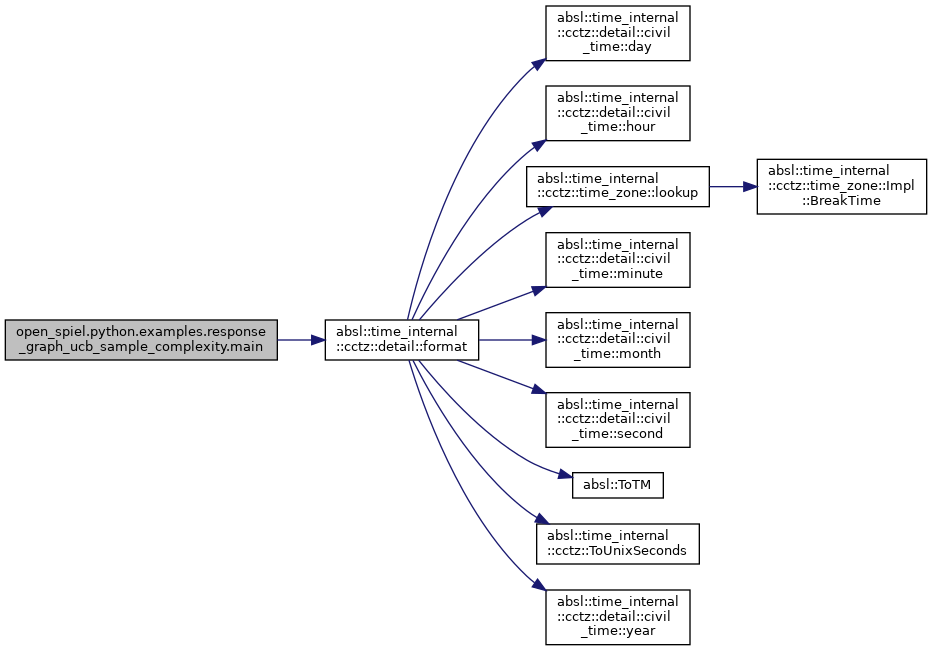 absl::time_internal
::cctz::detail::civil
_time::day
absl::time_internal
::cctz::detail::civil
_time::hour
absl::time_internal
::cctz::time_zone::lookup
absl::time_internal
::cctz::time_zone::Impl
::BreakTime
absl::time_internal
::cctz::detail::civil
_time::minute
open_spiel.python.examples.response
_graph_ucb_sample_complexity.main
absl::time_internal
::cctz::detail::format
absl::time_internal
::cctz::detail::civil
_time::month
absl::time_internal
::cctz::detail::civil
_time::second
absl::ToTM
absl::time_internal
::cctz::ToUnixSeconds
absl::time_internal
::cctz::detail::civil
_time::year